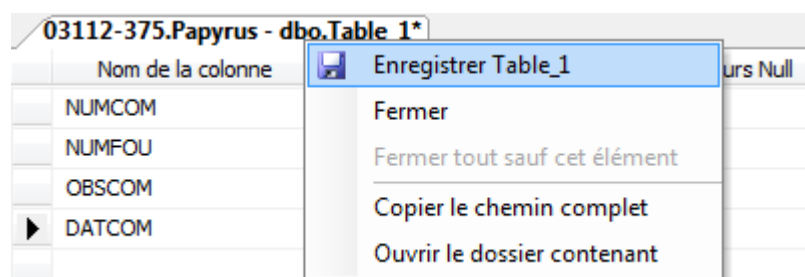 03112-375.Papyrus - dbo.Table_1*
Nom de la colonne urs Null
Enregistrer Table_1
NUMCOM
Fermer
NUMFOU
Fermer tout sauf cet élément
OBSCOM
Copier le chemin complet
DATCOM
Ouvrir le dossier contenant